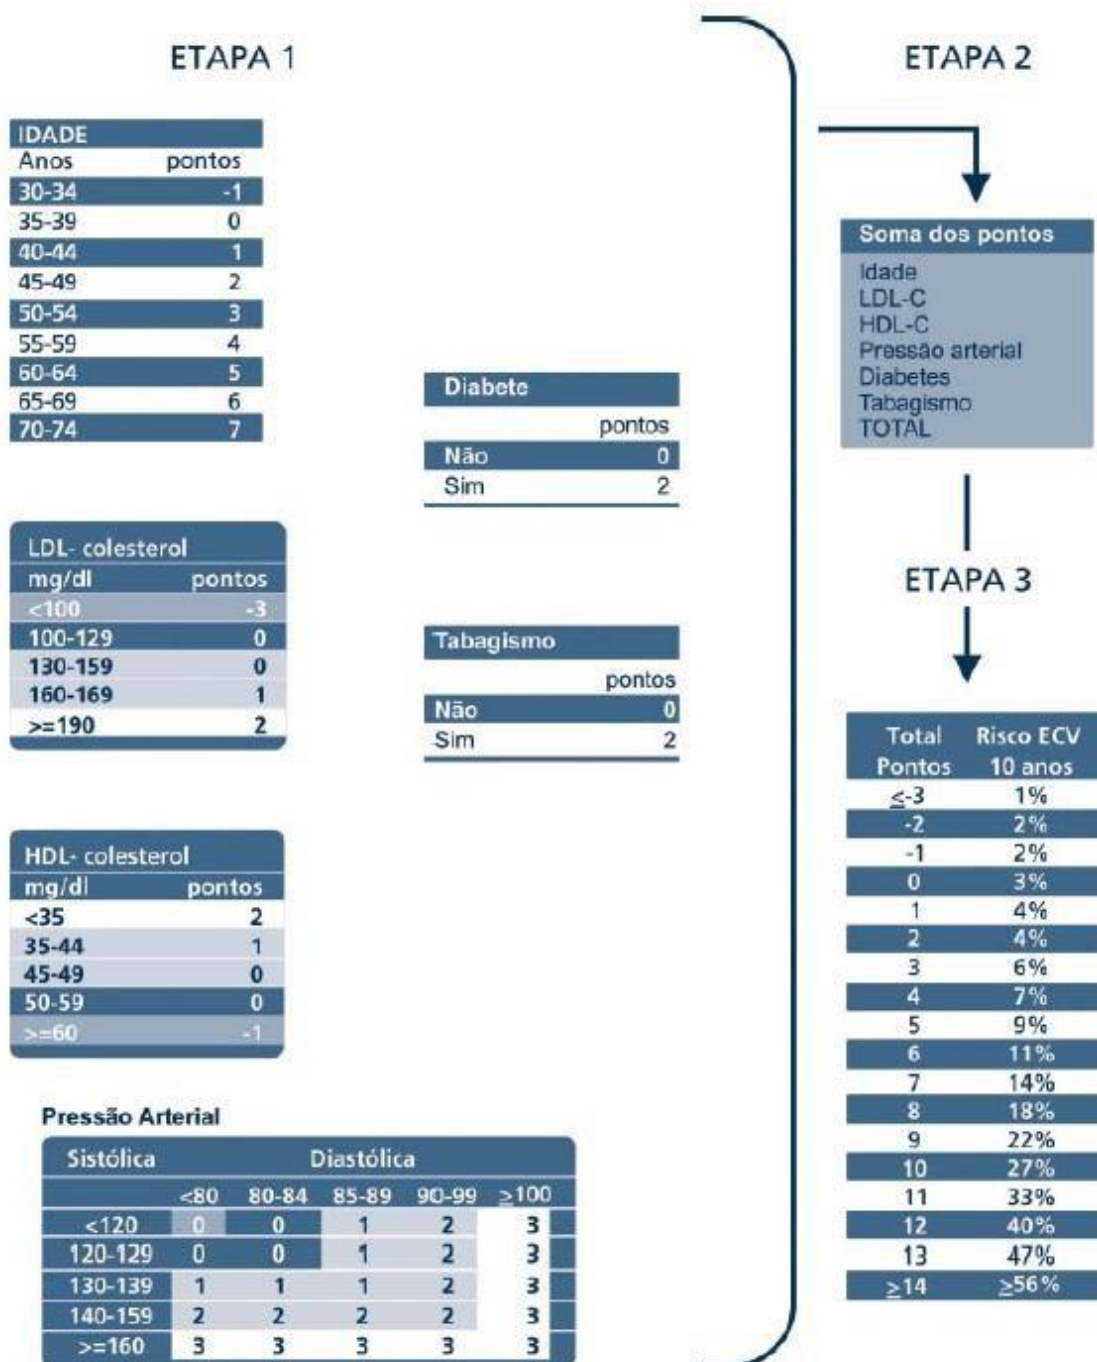 ETAPA 1
IDADE
Anos pontos
30-34 -1
35-39 0
40-44 1
45-49 2
50-54 3
55-59 4
60-64 5
65-69 6
70-74 7
LDL- colesterol
mg/dl pontos
<100 -3
100-129 0
130-159 0
160-169 1
>=190 2
HDL- colesterol
mg/dl pontos
<35 2
35-44 1
45-49 0
50-59 0
>=60 -1
Diabete
pontos
Não 0
Sim 2
Tabagismo
pontos
Não 0
Sim 2
Pressão Arterial
Sistólica Diastólica
<80 80-84 85-89 90-99 ≥100
<120 0 0 1 2 3
120-129 0 0 1 2 3
130-139 1 1 1 2 3
140-159 2 2 2 2 3
>=160 3 3 3 3 3
ETAPA 2
Soma dos pontos
Idade
LDL-C
HDL-C
Pressão arterial
Diabetes
Tabagismo
TOTAL
ETAPA 3
Total Risco ECV
Pontos 10 anos
≤-3 1%
-2 2%
-1 2%
0 3%
1 4%
2 4%
3 6%
4 7%
5 9%
6 11%
7 14%
8 18%
9 22%
10 27%
11 33%
12 40%
13 47%
≥14 ≥56%